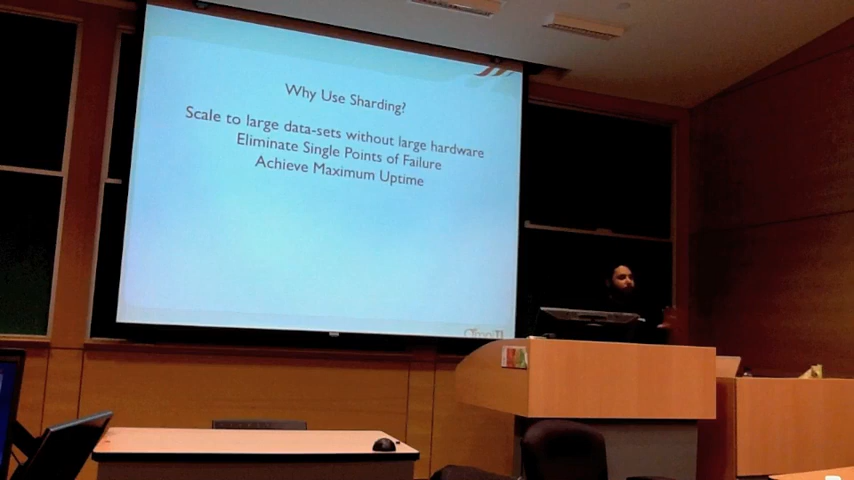 Why Use Sharding?
Scale to large data-sets without large hardware
Eliminate Single Points of Failure
Achieve Maximum Uptime
OmniTI